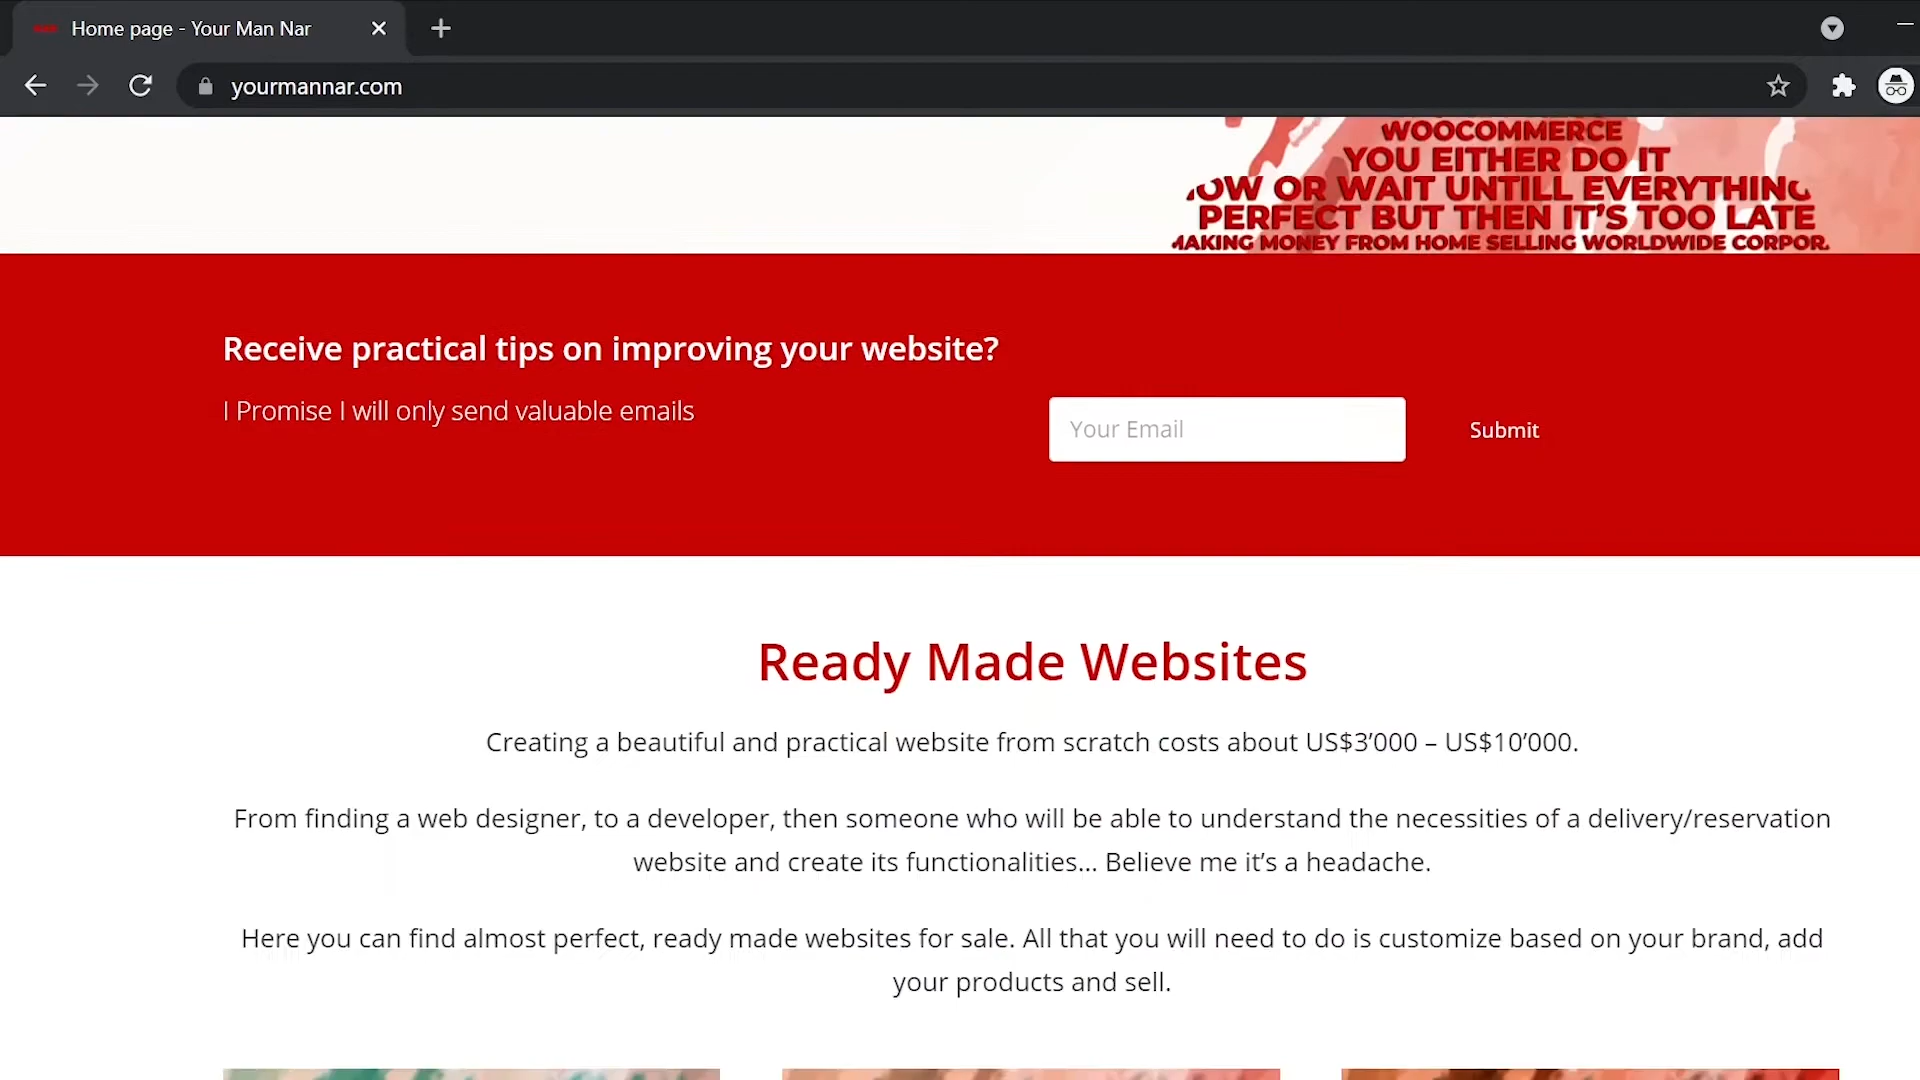 Home page - Your Man Nar
yourmannar.com
WOOCOMMERCE
YOU EITHER DO IT
OR WAIT UNTILL EVERYTHING
PERFECT BUT THEN IT'S TOO LATE
MONEY FROM HOME SELLING WORLDWIDE
Receive practical tips on improving your website?
I Promise I will only send valuable emails
Your Email
Submit
Ready Made Websites
Creating a beautiful and practical website from scratch costs about US$3’000 – US$10’000.
From finding a web designer, to a developer, then someone who will be able to understand the necessities of a delivery/reservation
website and create its functionalities... Believe me it’s a headache.
Here you can find almost perfect, ready made websites for sale. All that you will need to do is customize based on your brand, add
your products and sell.